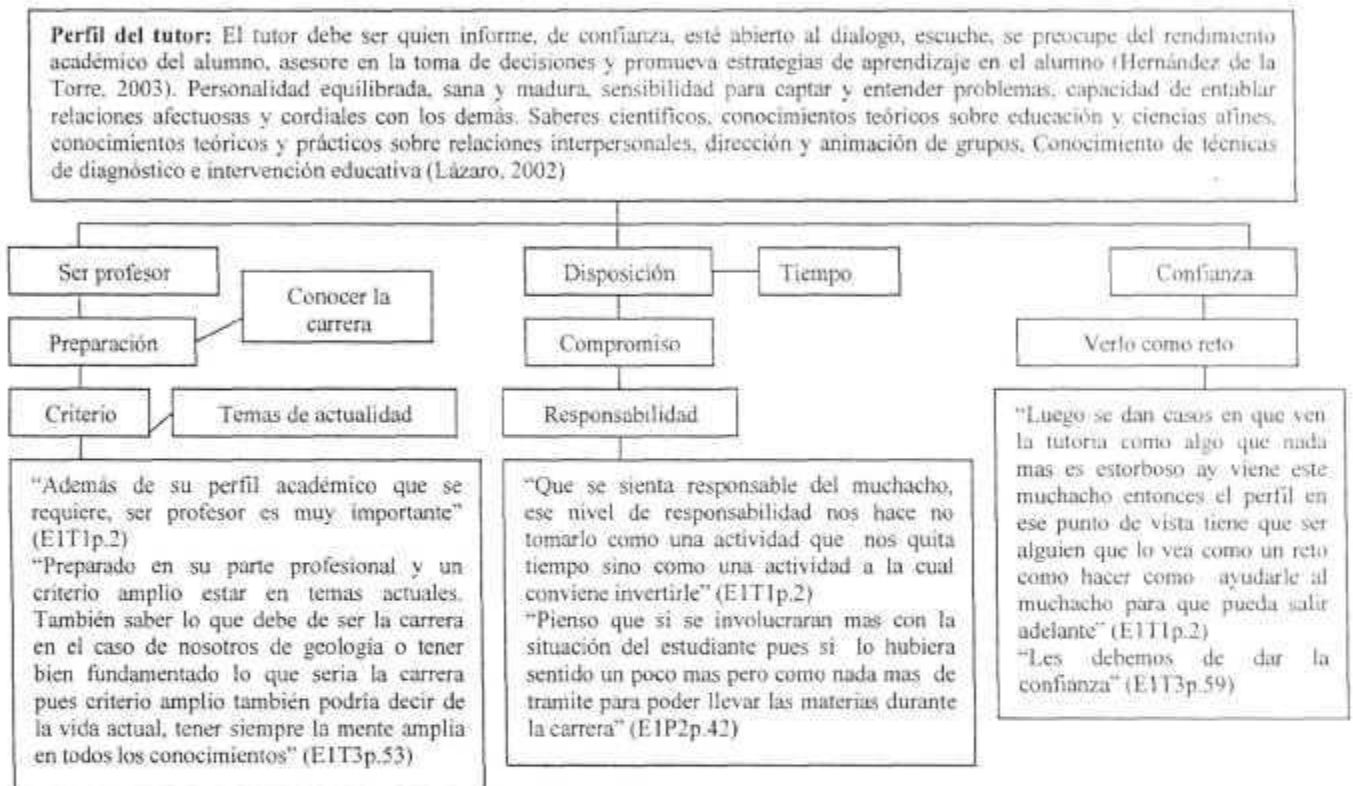 Perfil del tutor: El tutor debe ser quien informe, de confianza, esté abierto al dialogo, escuche, se preocupe del rendimiento
académico del alumno, asesore en la toma de decisiones y promueva estrategias de aprendizaje en el alumno (Hernández de la
Torre, 2003). Personalidad equilibrada, sana y madura, sensibilidad para captar y entender problemas, capacidad de entablar
relaciones afectuosas y cordiales con los demás. Saberes científicos, conocimientos teóricos sobre educación y ciencias afines,
conocimientos teóricos y prácticos sobre relaciones interpersonales, dirección y animación de grupos, Conocimiento de técnicas
de diagnóstico e intervención educativa (Lázaro, 2002)
Ser profesor
Conocer la
carrera
Preparación
Criterio
Temas de actualidad
"Además de su perfil académico que se
requiere, ser profesor es muy importante"
(E1T1p.2)
"Preparado en su parte profesional y un
criterio amplio estar en temas actuales.
También saber lo que debe de ser la carrera
en el caso de nosotros de geología o tener
bien fundamentado lo que seria la carrera
pues criterio amplio también podría decir de
la vida actual, tener siempre la mente amplia
en todos los conocimientos" (E1T3p.53)
Disposición
Tiempo
Compromiso
Responsabilidad
"Que se sienta responsable del muchacho,
ese nivel de responsabilidad nos hace no
tomarlo como una actividad que nos quita
tiempo sino como una actividad a la cual
conviene invertirle" (E1T1p.2)
"Pienso que si se involucraran mas con la
situación del estudiante pues si lo hubiera
sentido un poco mas pero como nada mas de
tramite para poder llevar las materias durante
la carrera" (E1P2p.42)
Confianza
Verlo como reto
"Luego se dan casos en que ven
la tutoria como algo que nada
mas es estorboso ay viene este
muchacho entonces el perfil en
ese punto de vista tiene que ser
alguien que lo vea como un reto
como hacer como ayudarle al
muchacho para que pueda salir
adelante" (E1T1p.2)
"Les debemos de dar la
confianza" (E1T3p.59)